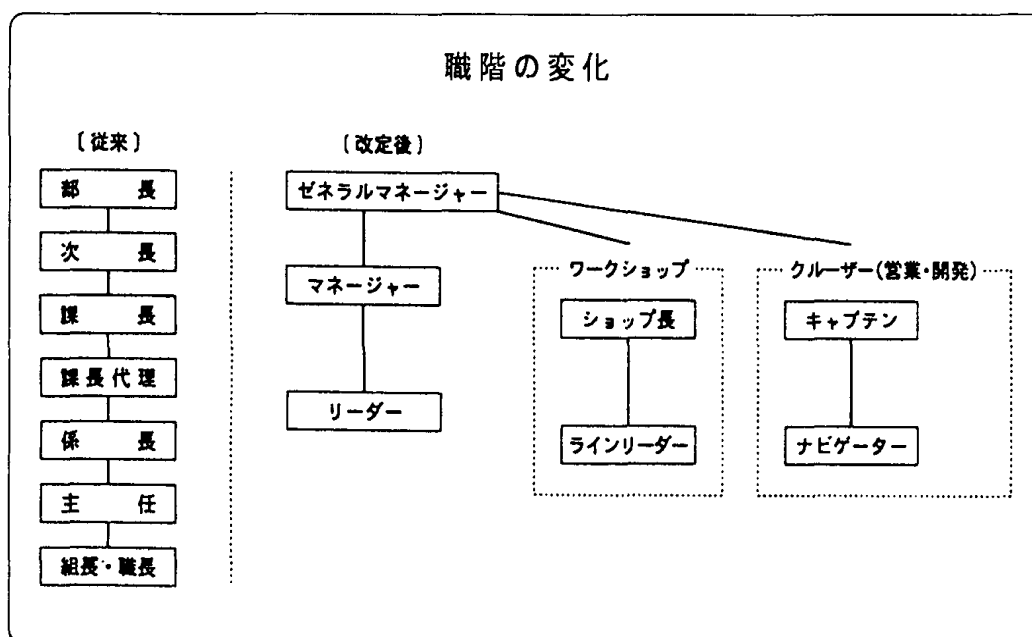 職階の変化
〔従来〕
部長
次長
課長
課長代理
係長
主任
組長・職長
〔改定後〕
ゼネラルマネージャー
マネージャー
リーダー
ワークショップ
ショップ長
ラインリーダー
クルーザー(営業・開発)
キャプテン
ナビゲーター